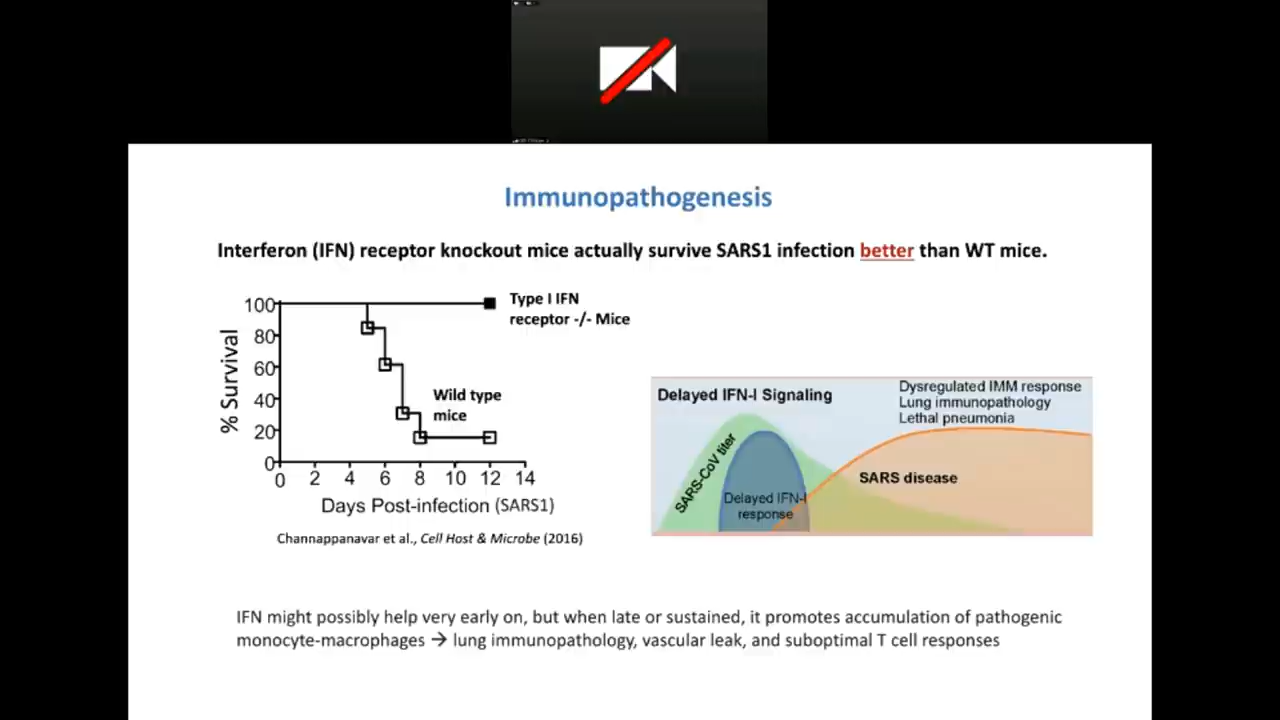 Immunopathogenesis
Interferon (IFN) receptor knockout mice actually survive SARS1 infection better than WT mice.
100
80
60
40
20
0
% Survival
0 2 4 6 8 10 12 14
Days Post-infection (SARS1)
Type I IFN
receptor -/- Mice
Wild type
mice
Channappanavar et al., Cell Host & Microbe (2016)
Delayed IFN-I Signaling
Dysregulated IMM response
Lung immunopathology
Lethal pneumonia
SARS-CoV titer
Delayed IFN-I
response
SARS disease
IFN might possibly help very early on, but when late or sustained, it promotes accumulation of pathogenic
monocyte-macrophages → lung immunopathology, vascular leak, and suboptimal T cell responses